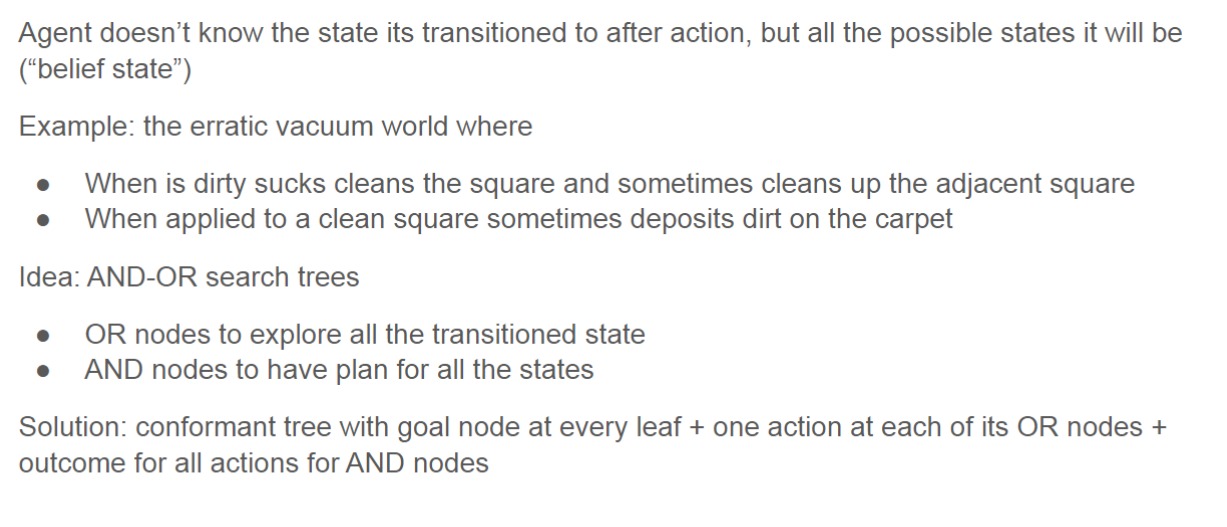 Agent doesn’t know the state its transitioned to after action, but all the possible states it will be
(“belief state”)
Example: the erratic vacuum world where
● When is dirty sucks cleans the square and sometimes cleans up the adjacent square
● When applied to a clean square sometimes deposits dirt on the carpet
Idea: AND-OR search trees
● OR nodes to explore all the transitioned state
● AND nodes to have plan for all the states
Solution: conformant tree with goal node at every leaf + one action at each of its OR nodes +
outcome for all actions for AND nodes